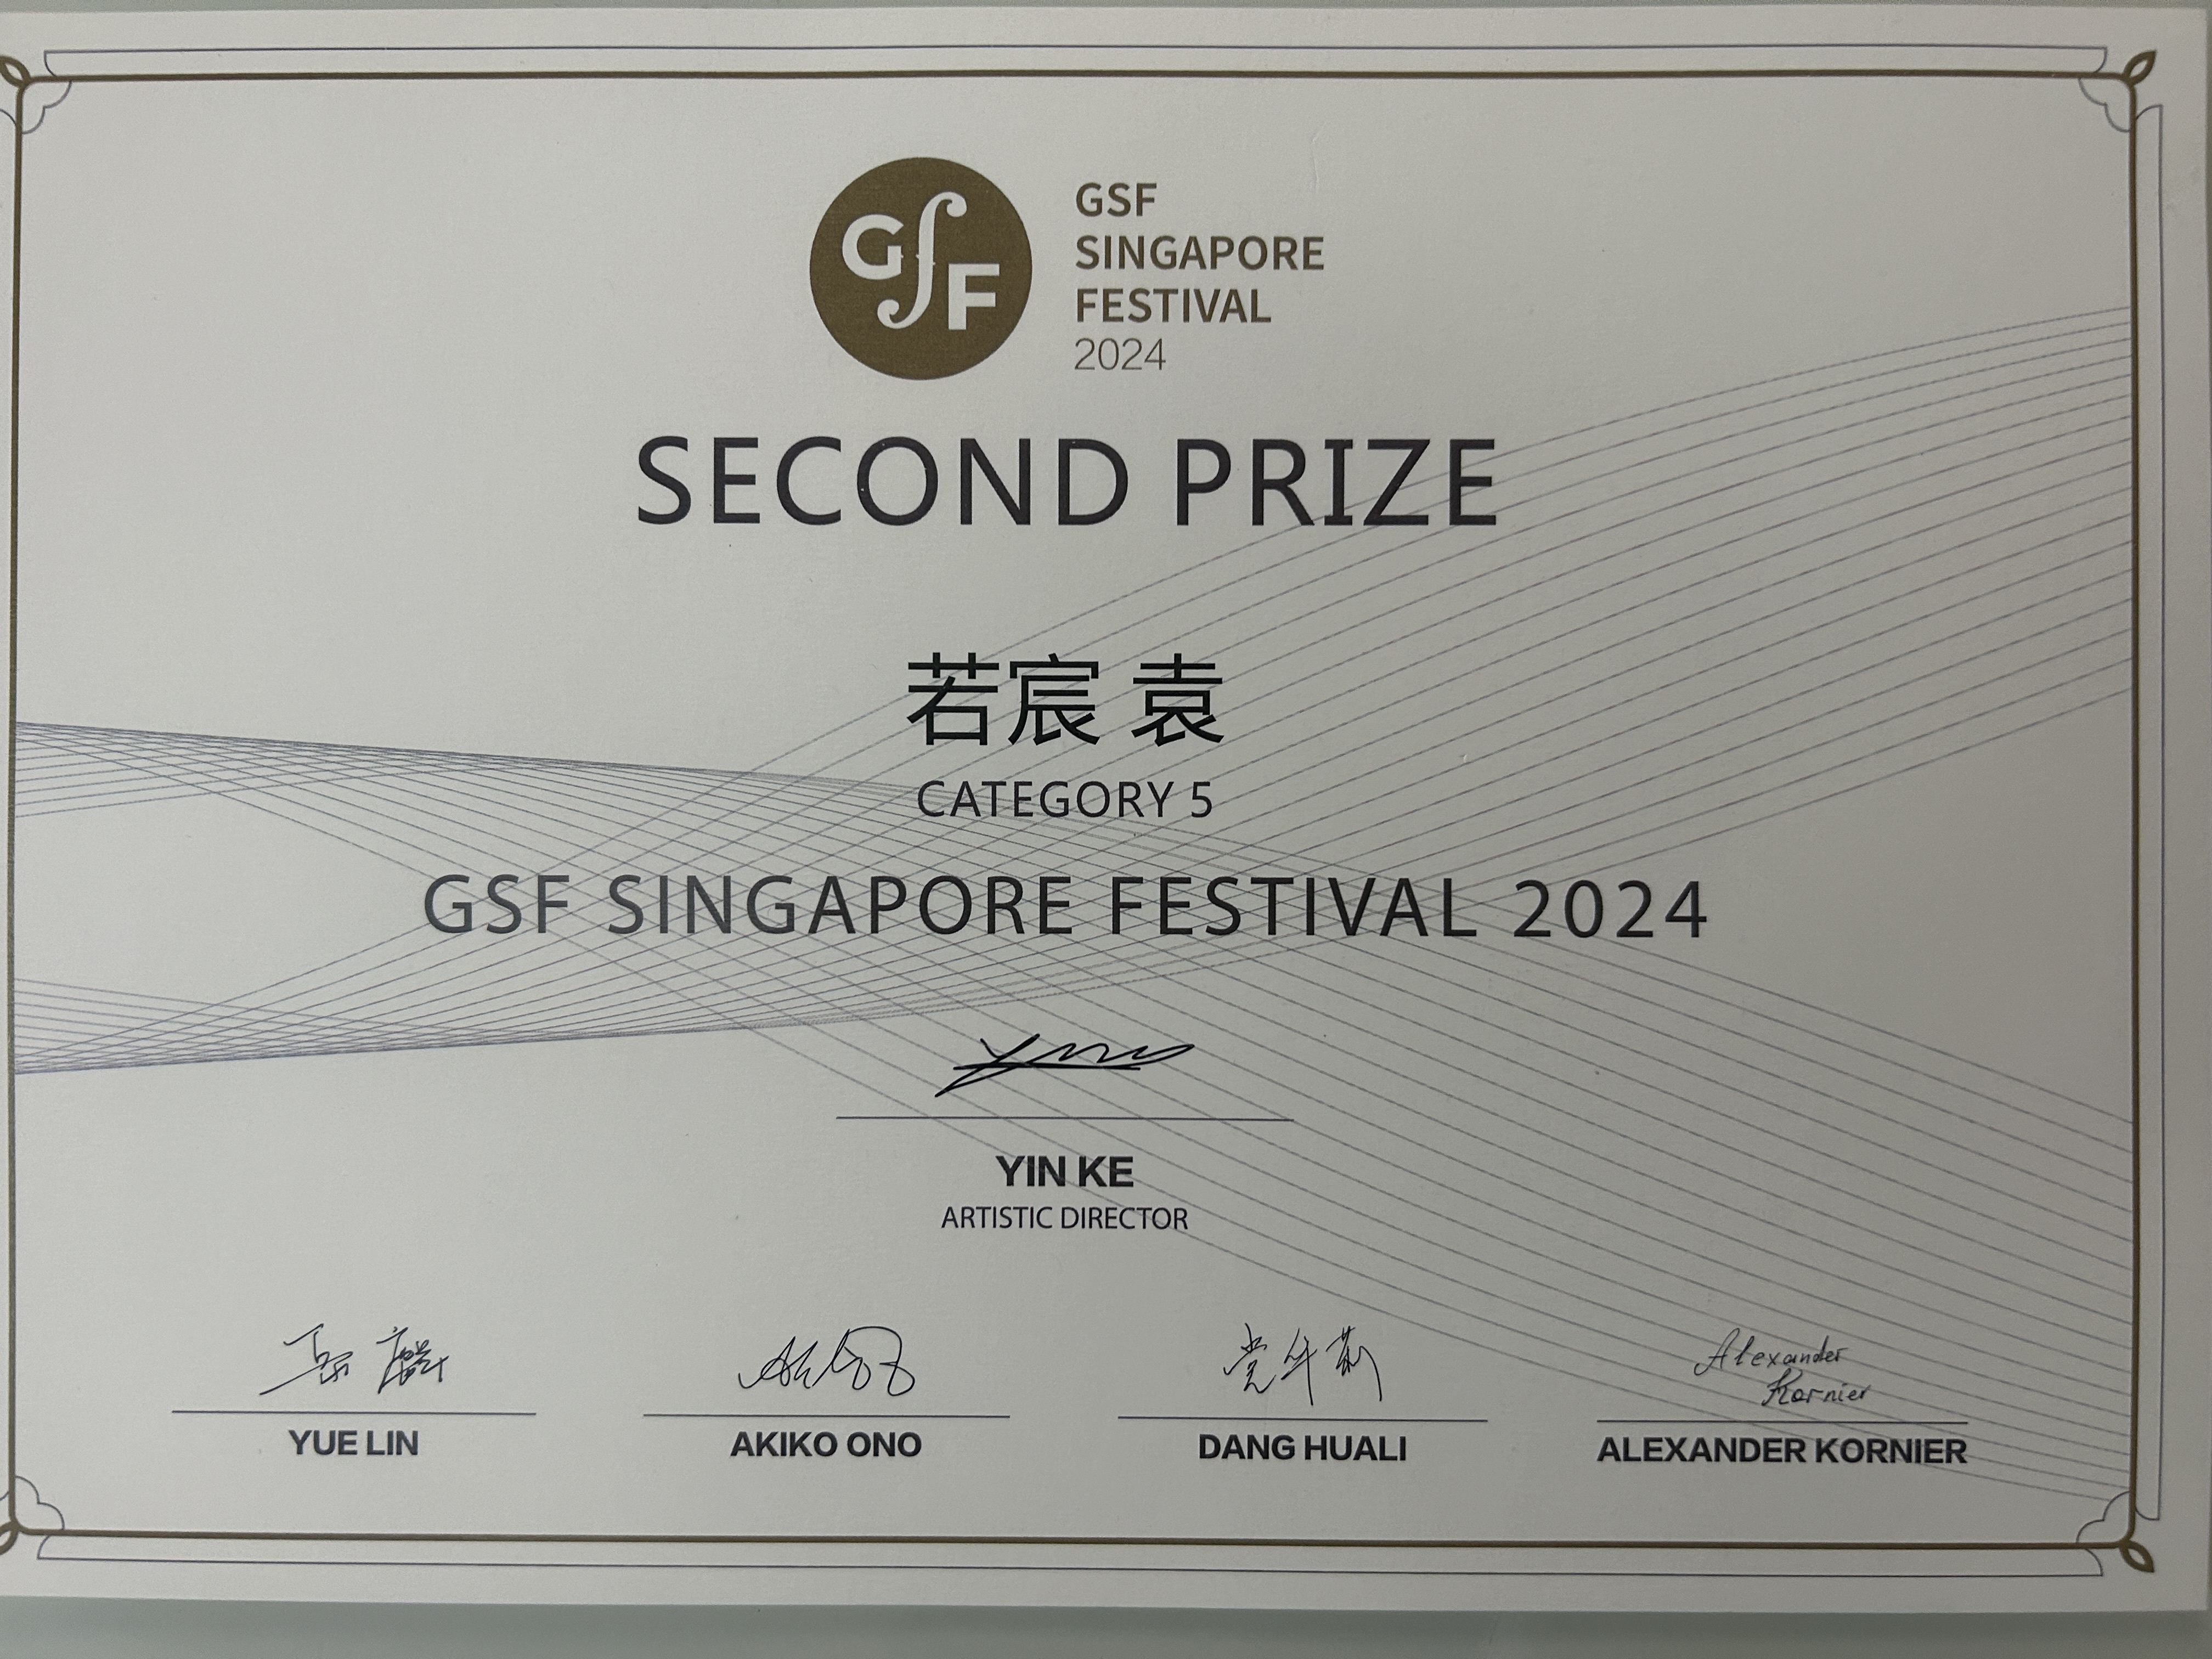 GSF
GSF
SINGAPORE
FESTIVAL
2024
SECOND PRIZE
若宸 袁
CATEGORY 5
GSF SINGAPORE FESTIVAL 2024
YIN KE
ARTISTIC DIRECTOR
Alexander
Kornier
YUE LIN AKIKO ONO DANG HUALI ALEXANDER KORNIER